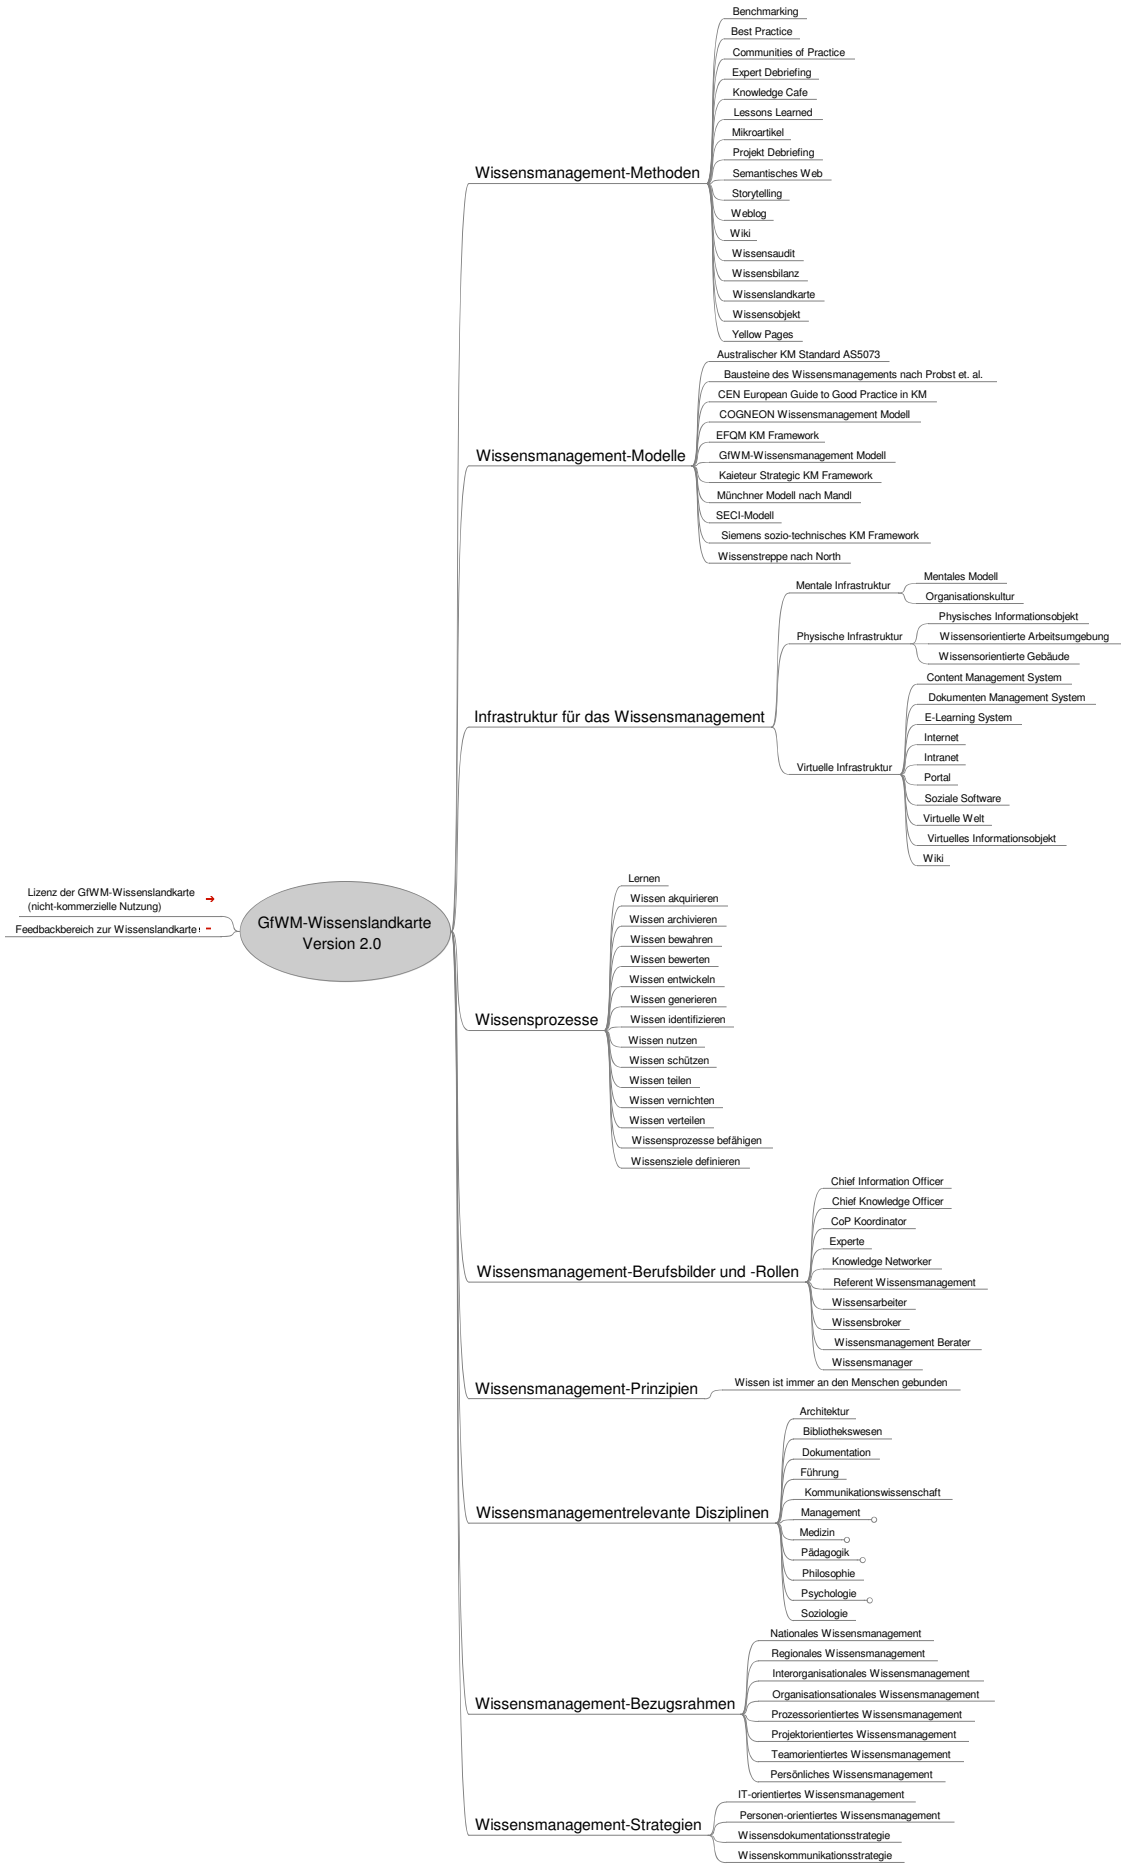 Benchmarking
Best Practice
Communities of Practice
Expert Debriefing
Knowledge Cafe
Lessons Learned
Mikroartikel
Projekt Debriefing
Wissensmanagement-Methoden
Semantisches Web
Storytelling
Weblog
Wiki
Wissensaudit
Wissensbilanz
Wissenslandkarte
Wissensobjekt
Yellow Pages
Australischer KM Standard AS5073
Bausteine des Wissensmanagements nach Probst et. al.
CEN European Guide to Good Practice in KM
COGNEON Wissensmanagement Modell
EFQM KM Framework
Wissensmanagement-Modelle
GfWM-Wissensmanagement Modell
Kaieteur Strategic KM Framework
Münchner Modell nach Mandl
SECI-Modell
Siemens sozio-technisches KM Framework
Wissenstreppe nach North
Infrastruktur für das Wissensmanagement
Mentale Infrastruktur
Mentales Modell
Organisationskultur
Physische Infrastruktur
Physisches Informationsobjekt
Wissensorientierte Arbeitsumgebung
Wissensorientierte Gebäude
Virtuelle Infrastruktur
Content Management System
Dokumenten Management System
E-Learning System
Internet
Intranet
Portal
Soziale Software
Virtuelle Welt
Virtuelles Informationsobjekt
Wiki
Lizenz der GfWM-Wissenslandkarte
(nicht-kommerzielle Nutzung)
Feedbackbereich zur Wissenslandkarte
GfWM-Wissenslandkarte
Version 2.0
Wissensprozesse
Lernen
Wissen akquirieren
Wissen archivieren
Wissen bewahren
Wissen bewerten
Wissen entwickeln
Wissen generieren
Wissen identifizieren
Wissen nutzen
Wissen schützen
Wissen teilen
Wissen vernichten
Wissen verteilen
Wissensprozesse befähigen
Wissensziele definieren
Wissensmanagement-Berufsbilder und -Rollen
Chief Information Officer
Chief Knowledge Officer
CoP Koordinator
Experte
Knowledge Networker
Referent Wissensmanagement
Wissensarbeiter
Wissensbroker
Wissensmanagement Berater
Wissensmanager
Wissensmanagement-Prinzipien
Wissen ist immer an den Menschen gebunden
Wissensmanagementrelevante Disziplinen
Architektur
Bibliothekswesen
Dokumentation
Führung
Kommunikationswissenschaft
Management
Medizin
Pädagogik
Philosophie
Psychologie
Soziologie
Wissensmanagement-Bezugsrahmen
Nationales Wissensmanagement
Regionales Wissensmanagement
Interorganisationales Wissensmanagement
Organisationsationales Wissensmanagement
Prozessorientiertes Wissensmanagement
Projektorientiertes Wissensmanagement
Teamorientiertes Wissensmanagement
Persönliches Wissensmanagement
Wissensmanagement-Strategien
IT-orientiertes Wissensmanagement
Personen-orientiertes Wissensmanagement
Wissensdokumentationsstrategie
Wissenskommunikationsstrategie